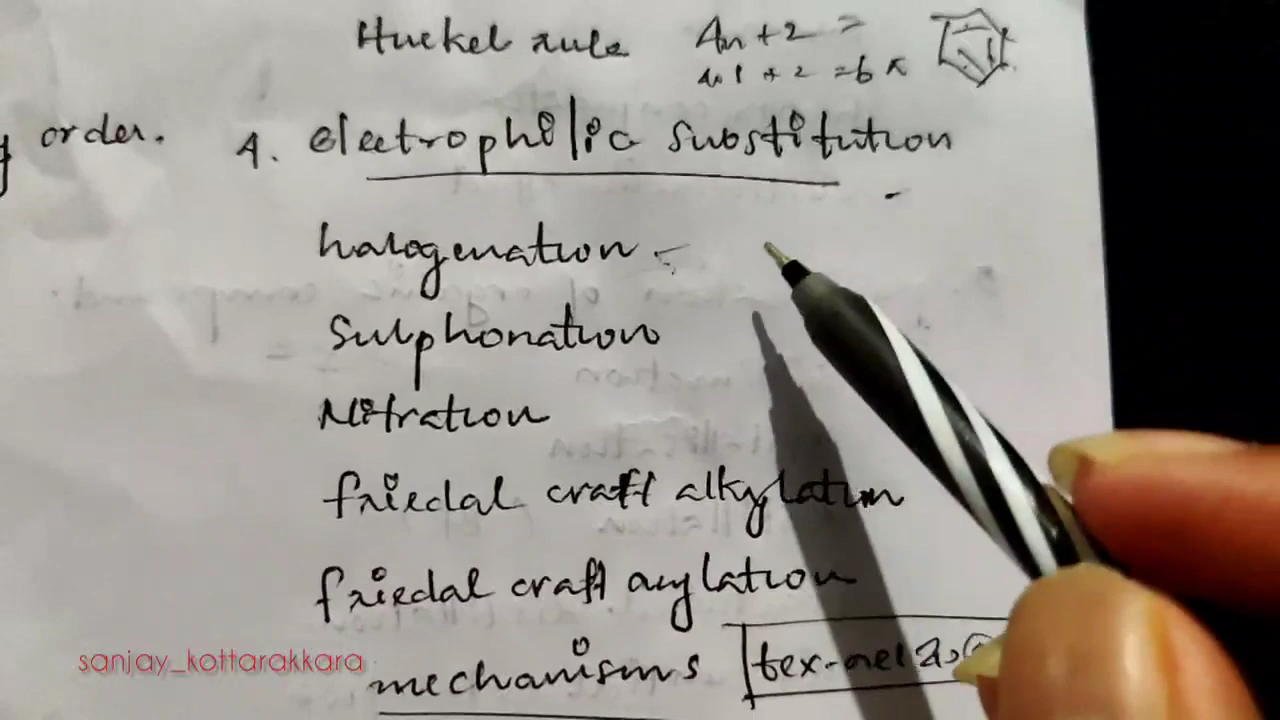 Huckel rule 4n+2 =
4x1 + 2 = 6π
order. 4. electrophilic substitution
halogenation -
Sulphonation
Nitration
friedal craft alkylation
friedal craft acylation
mechanisms
sanjay_kottarakkara